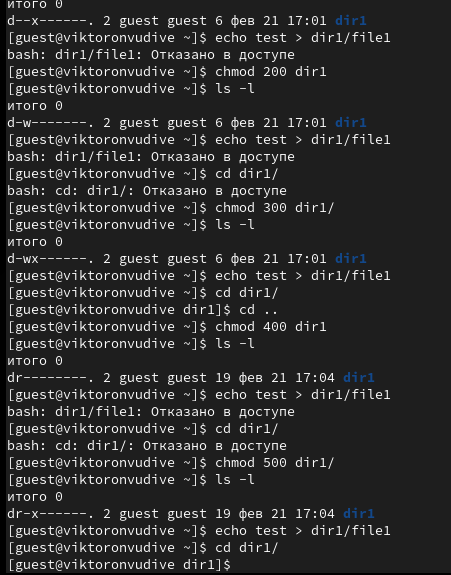 итого 0
d--x------. 2 guest guest 6 фев 21 17:01 dir1
[guest@viktoronvudive ~]$ echo test > dir1/file1
bash: dir1/file1: Отказано в доступе
[guest@viktoronvudive ~]$ chmod 200 dir1
[guest@viktoronvudive ~]$ ls -l
итого 0
d-w-------. 2 guest guest 6 фев 21 17:01 dir1
[guest@viktoronvudive ~]$ echo test > dir1/file1
bash: dir1/file1: Отказано в доступе
[guest@viktoronvudive ~]$ cd dir1/
bash: cd: dir1/: Отказано в доступе
[guest@viktoronvudive ~]$ chmod 300 dir1/
[guest@viktoronvudive ~]$ ls -l
итого 0
d-wx------. 2 guest guest 6 фев 21 17:01 dir1
[guest@viktoronvudive ~]$ echo test > dir1/file1
[guest@viktoronvudive ~]$ cd dir1/
[guest@viktoronvudive dir1]$ cd ..
[guest@viktoronvudive ~]$ chmod 400 dir1
[guest@viktoronvudive ~]$ ls -l
итого 0
dr--------. 2 guest guest 19 фев 21 17:04 dir1
[guest@viktoronvudive ~]$ echo test > dir1/file1
bash: dir1/file1: Отказано в доступе
[guest@viktoronvudive ~]$ cd dir1/
bash: cd: dir1/: Отказано в доступе
[guest@viktoronvudive ~]$ chmod 500 dir1/
[guest@viktoronvudive ~]$ ls -l
итого 0
dr-x------. 2 guest guest 19 фев 21 17:04 dir1
[guest@viktoronvudive ~]$ echo test > dir1/file1
[guest@viktoronvudive ~]$ cd dir1/
[guest@viktoronvudive dir1]$